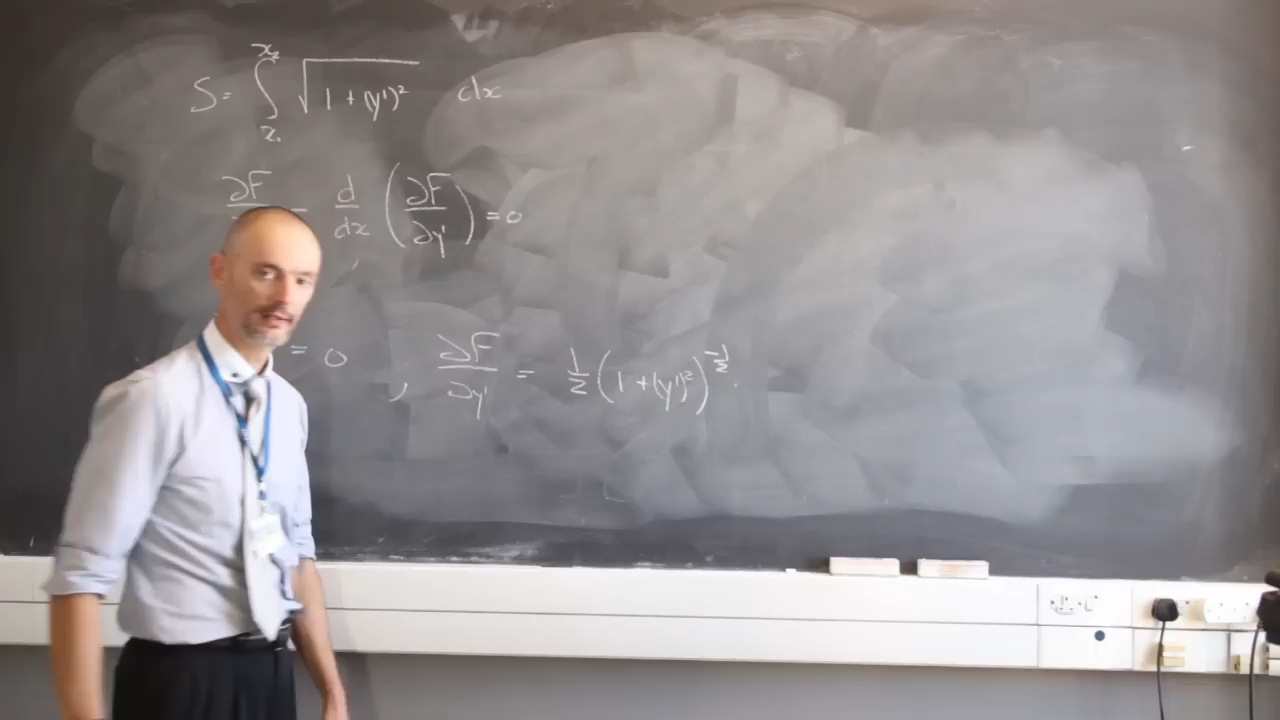 S = ∫_{x₁}^{x₂} √(1 + (y')²) dx
∂F/ - d/dx (∂F/∂y') = 0
= 0 , ∂F/∂y' = 1/2 (1 + (y')²)^{-1/2} .